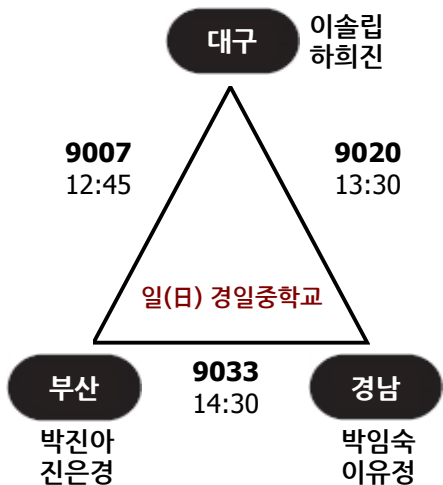 대구
이솔립
하희진
9007
12:45
9020
13:30
일(日) 경일중학교
부산
9033
14:30
경남
박진아
진은경
박임숙
이유정